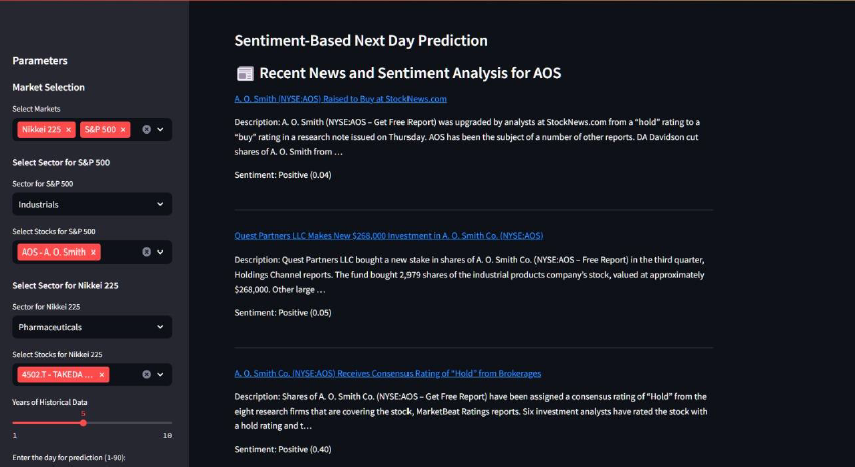 Parameters
Market Selection
Select Markets
Nikkei 225 × S&P 500 ×
Select Sector for S&P 500
Sector for S&P 500
Industrials
Select Stocks for S&P 500
AOS - A. O. Smith ×
Select Sector for Nikkei 225
Sector for Nikkei 225
Pharmaceuticals
Select Stocks for Nikkei 225
4502.T - TAKEDA ... ×
Years of Historical Data
5
1 10
Enter the day for prediction (1-90):
Sentiment-Based Next Day Prediction
Recent News and Sentiment Analysis for AOS
A. O. Smith (NYSE:AOS) Raised to Buy at StockNews.com
Description: A. O. Smith (NYSE:AOS – Get Free Report) was upgraded by analysts at StockNews.com from a “hold” rating to a
“buy” rating in a research note issued on Thursday. AOS has been the subject of a number of other reports. DA Davidson cut
shares of A. O. Smith from …
Sentiment: Positive (0.04)
Quest Partners LLC Makes New $268,000 Investment in A. O. Smith Co. (NYSE:AOS)
Description: Quest Partners LLC bought a new stake in shares of A. O. Smith Co. (NYSE:AOS – Free Report) in the third quarter,
Holdings Channel reports. The fund bought 2,979 shares of the industrial products company’s stock, valued at approximately
$268,000. Other large …
Sentiment: Positive (0.05)
A. O. Smith Co. (NYSE:AOS) Receives Consensus Rating of “Hold” from Brokerages
Description: Shares of A. O. Smith Co. (NYSE:AOS – Get Free Report) have been assigned a consensus rating of “Hold” from the
eight research firms that are covering the stock, MarketBeat Ratings reports. Six investment analysts have rated the stock with
a hold rating and t…
Sentiment: Positive (0.40)